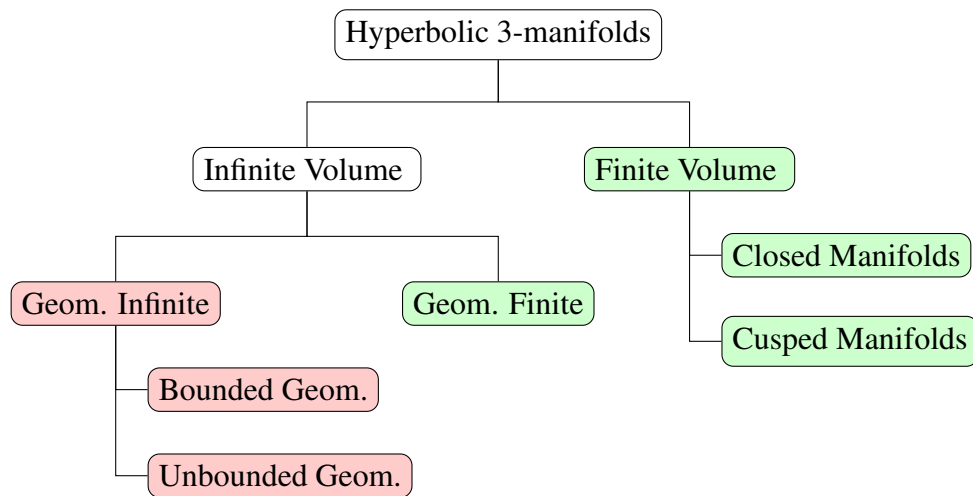 Hyperbolic 3-manifolds
Infinite Volume
Finite Volume
Closed Manifolds
Geom. Infinite
Geom. Finite
Cusped Manifolds
Bounded Geom.
Unbounded Geom.